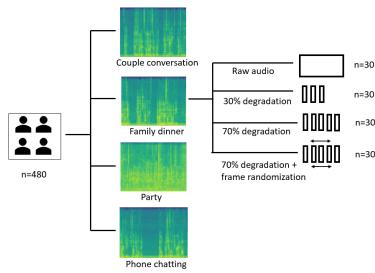 Couple conversation
Raw audio
n=30
30% degradation
n=30
Family dinner
70% degradation
n=30
70% degradation +
frame randomization
n=30
n=480
Party
Phone chatting